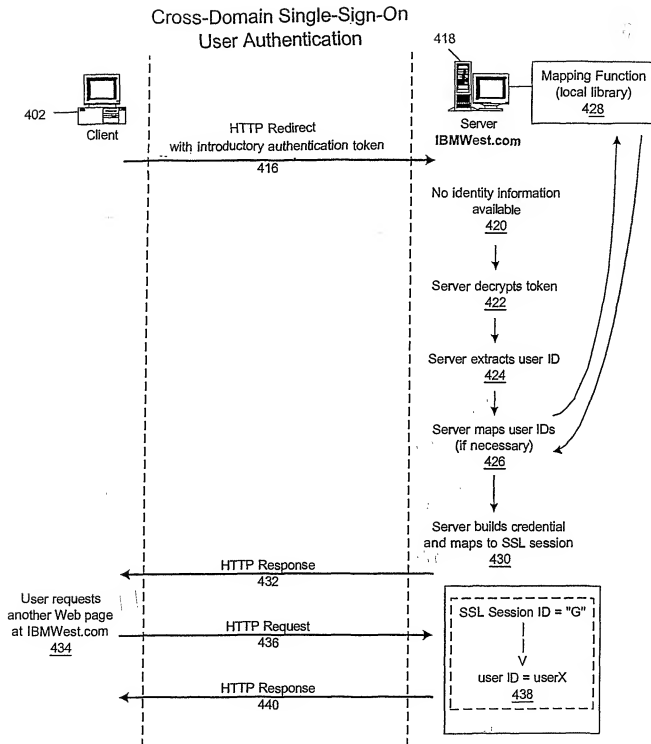 Cross-Domain Single-Sign-On
User Authentication
418
402
Client
Server
IBMWest.com
Mapping Function
(local library)
428
HTTP Redirect
with introductory authentication token
416
No identity information
available
420
Server decrypts token
422
Server extracts user ID
424
Server maps user IDs
(if necessary)
426
Server builds credential
and maps to SSL session
430
HTTP Response
432
User requests
another Web page
at IBMWest.com
434
HTTP Request
436
SSL Session ID = "G"
V
user ID = userX
438
HTTP Response
440